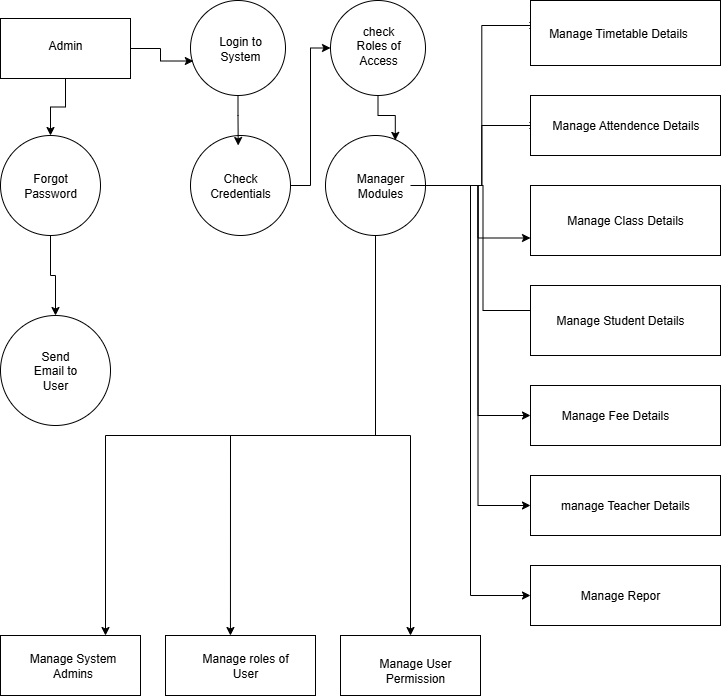 Admin
Login to
System
check
Roles of
Access
Manage Timetable Details
Manage Attendence Details
Forgot
Password
Check
Credentials
Manager
Modules
Manage Class Details
Manage Student Details
Send
Email to
User
Manage Fee Details
manage Teacher Details
Manage Repor
Manage System
Admins
Manage roles of
User
Manage User
Permission